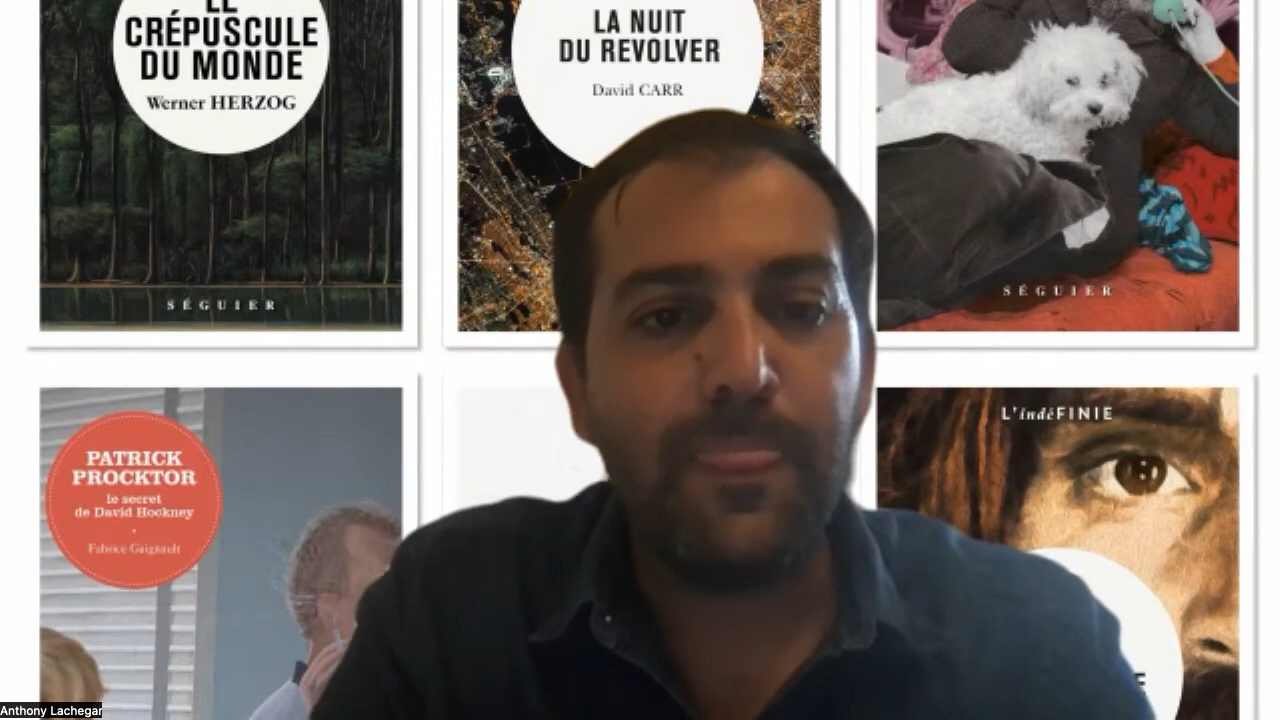 LE
CRÉPUSCULE
DU MONDE
Werner HERZOG
SÉGUIER
LA NUIT
DU REVOLVER
David CARR
SÉGUIER
PATRICK
PROCKTOR
le secret
de David Hockney
Fabrice Gaignault
L'indéFINIE
E
Anthony Lachegar